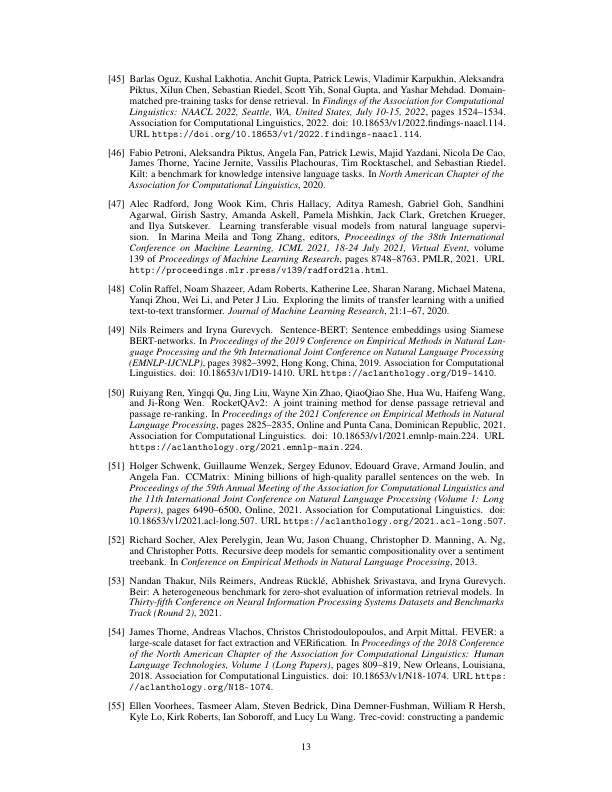 [45] Barlas Oguz, Kushal Lakhotia, Anchit Gupta, Patrick Lewis, Vladimir Karpukhin, Aleksandra
Piktus, Xilun Chen, Sebastian Riedel, Scott Yih, Sonal Gupta, and Yashar Mehdad. Domain-
matched pre-training tasks for dense retrieval. In Findings of the Association for Computational
Linguistics: NAACL 2022, Seattle, WA, United States, July 10-15, 2022, pages 1524–1534.
Association for Computational Linguistics, 2022. doi: 10.18653/v1/2022.findings-naacl.114.
URL https://doi.org/10.18653/v1/2022.findings-naacl.114.
[46] Fabio Petroni, Aleksandra Piktus, Angela Fan, Patrick Lewis, Majid Yazdani, Nicola De Cao,
James Thorne, Yacine Jernite, Vassilis Plachouras, Tim Rocktaschel, and Sebastian Riedel.
Kilt: a benchmark for knowledge intensive language tasks. In North American Chapter of the
Association for Computational Linguistics, 2020.
[47] Alec Radford, Jong Wook Kim, Chris Hallacy, Aditya Ramesh, Gabriel Goh, Sandhini
Agarwal, Girish Sastry, Amanda Askell, Pamela Mishkin, Jack Clark, Gretchen Krueger,
and Ilya Sutskever. Learning transferable visual models from natural language supervi-
sion. In Marina Meila and Tong Zhang, editors, Proceedings of the 38th International
Conference on Machine Learning, ICML 2021, 18-24 July 2021, Virtual Event, volume
139 of Proceedings of Machine Learning Research, pages 8748–8763. PMLR, 2021. URL
http://proceedings.mlr.press/v139/radford21a.html.
[48] Colin Raffel, Noam Shazeer, Adam Roberts, Katherine Lee, Sharan Narang, Michael Matena,
Yanqi Zhou, Wei Li, and Peter J Liu. Exploring the limits of transfer learning with a unified
text-to-text transformer. Journal of Machine Learning Research, 21:1–67, 2020.
[49] Nils Reimers and Iryna Gurevych. Sentence-BERT: Sentence embeddings using Siamese
BERT-networks. In Proceedings of the 2019 Conference on Empirical Methods in Natural Lan-
guage Processing and the 9th International Joint Conference on Natural Language Processing
(EMNLP-IJCNLP), pages 3982–3992, Hong Kong, China, 2019. Association for Computational
Linguistics. doi: 10.18653/v1/D19-1410. URL https://aclanthology.org/D19-1410.
[50] Ruiyang Ren, Yingqi Qu, Jing Liu, Wayne Xin Zhao, QiaoQiao She, Hua Wu, Haifeng Wang,
and Ji-Rong Wen. RocketQAv2: A joint training method for dense passage retrieval and
passage re-ranking. In Proceedings of the 2021 Conference on Empirical Methods in Natural
Language Processing, pages 2825–2835, Online and Punta Cana, Dominican Republic, 2021.
Association for Computational Linguistics. doi: 10.18653/v1/2021.emnlp-main.224. URL
https://aclanthology.org/2021.emnlp-main.224.
[51] Holger Schwenk, Guillaume Wenzek, Sergey Edunov, Edouard Grave, Armand Joulin, and
Angela Fan. CCMatrix: Mining billions of high-quality parallel sentences on the web. In
Proceedings of the 59th Annual Meeting of the Association for Computational Linguistics and
the 11th International Joint Conference on Natural Language Processing (Volume 1: Long
Papers), pages 6490–6500, Online, 2021. Association for Computational Linguistics. doi:
10.18653/v1/2021.acl-long.507. URL https://aclanthology.org/2021.acl-long.507.
[52] Richard Socher, Alex Perelygin, Jean Wu, Jason Chuang, Christopher D. Manning, A. Ng,
and Christopher Potts. Recursive deep models for semantic compositionality over a sentiment
treebank. In Conference on Empirical Methods in Natural Language Processing, 2013.
[53] Nandan Thakur, Nils Reimers, Andreas Rücklé, Abhishek Srivastava, and Iryna Gurevych.
Beir: A heterogeneous benchmark for zero-shot evaluation of information retrieval models. In
Thirty-fifth Conference on Neural Information Processing Systems Datasets and Benchmarks
Track (Round 2), 2021.
[54] James Thorne, Andreas Vlachos, Christos Christodoulopoulos, and Arpit Mittal. FEVER: a
large-scale dataset for fact extraction and VERification. In Proceedings of the 2018 Conference
of the North American Chapter of the Association for Computational Linguistics: Human
Language Technologies, Volume 1 (Long Papers), pages 809–819, New Orleans, Louisiana,
2018. Association for Computational Linguistics. doi: 10.18653/v1/N18-1074. URL https:
//aclanthology.org/N18-1074.
[55] Ellen Voorhees, Tasmeer Alam, Steven Bedrick, Dina Demner-Fushman, William R Hersh,
Kyle Lo, Kirk Roberts, Ian Soboroff, and Lucy Lu Wang. Trec-covid: constructing a pandemic
13